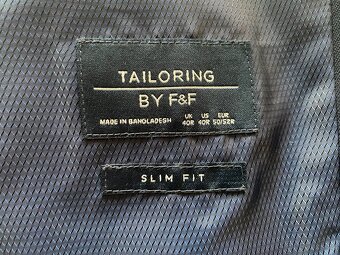 TAILORING
BY F&F
MADE IN BANGLADESH
UK US EUR
40R 40R 50/52R
SLIM FIT